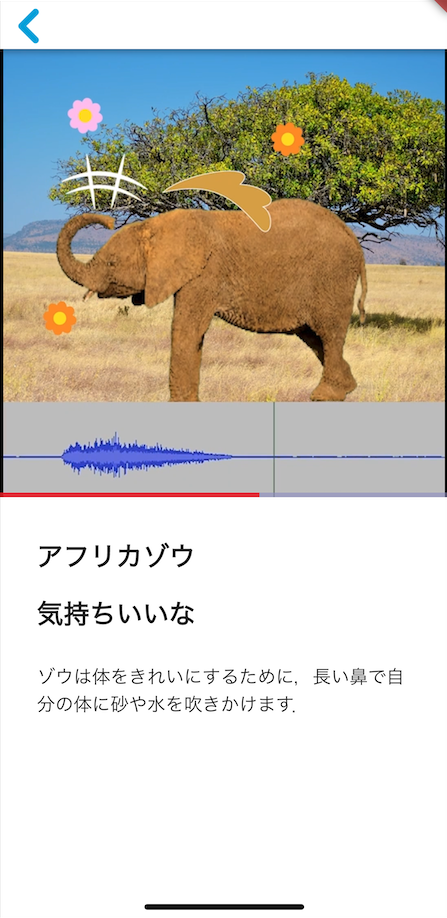 アフリカゾウ
気持ちいいな
ゾウは体をきれいにするために，長い鼻で自
分の体に砂や水を吹きかけます．